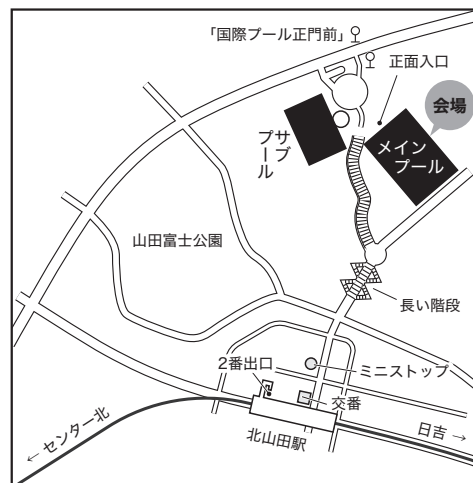 「国際プール正門前」
正面入口
会場
サブ
プール
メイン
プール
山田富士公園
長い階段
2番出口
ミニストップ
交番
北山田駅
← センター北
日吉 →